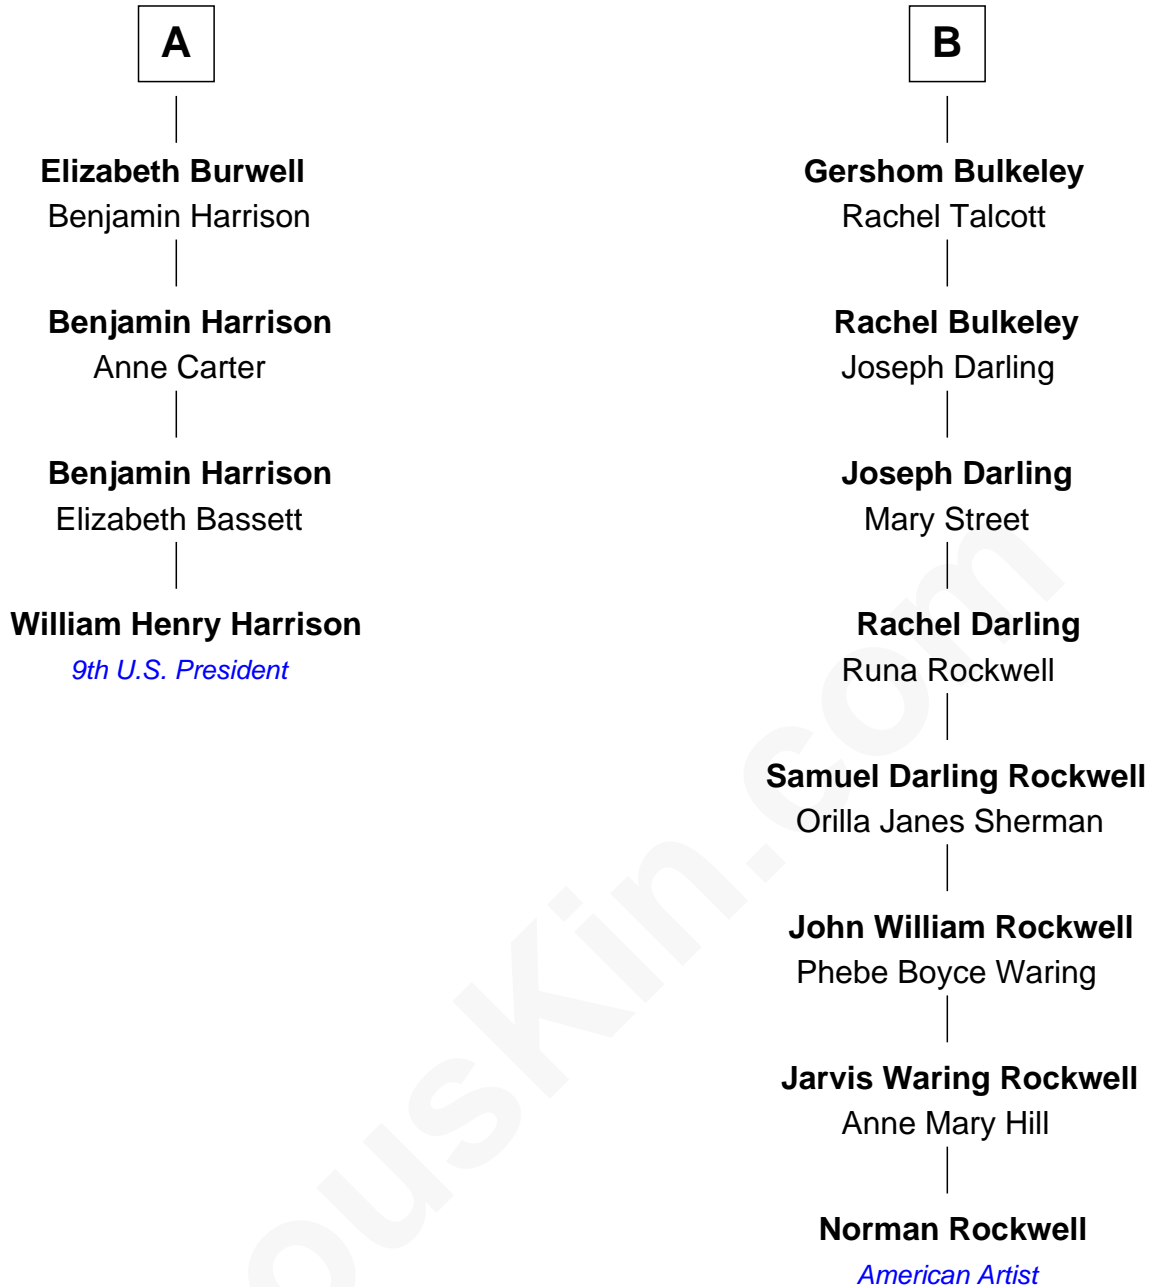 A
Elizabeth Burwell
Benjamin Harrison
Benjamin Harrison
Anne Carter
Benjamin Harrison
Elizabeth Bassett
William Henry Harrison
9th U.S. President
B
Gershom Bulkeley
Rachel Talcott
Rachel Bulkeley
Joseph Darling
Joseph Darling
Mary Street
Rachel Darling
Runa Rockwell
Samuel Darling Rockwell
Orilla Janes Sherman
John William Rockwell
Phebe Boyce Waring
Jarvis Waring Rockwell
Anne Mary Hill
Norman Rockwell
American Artist
ousKin.com